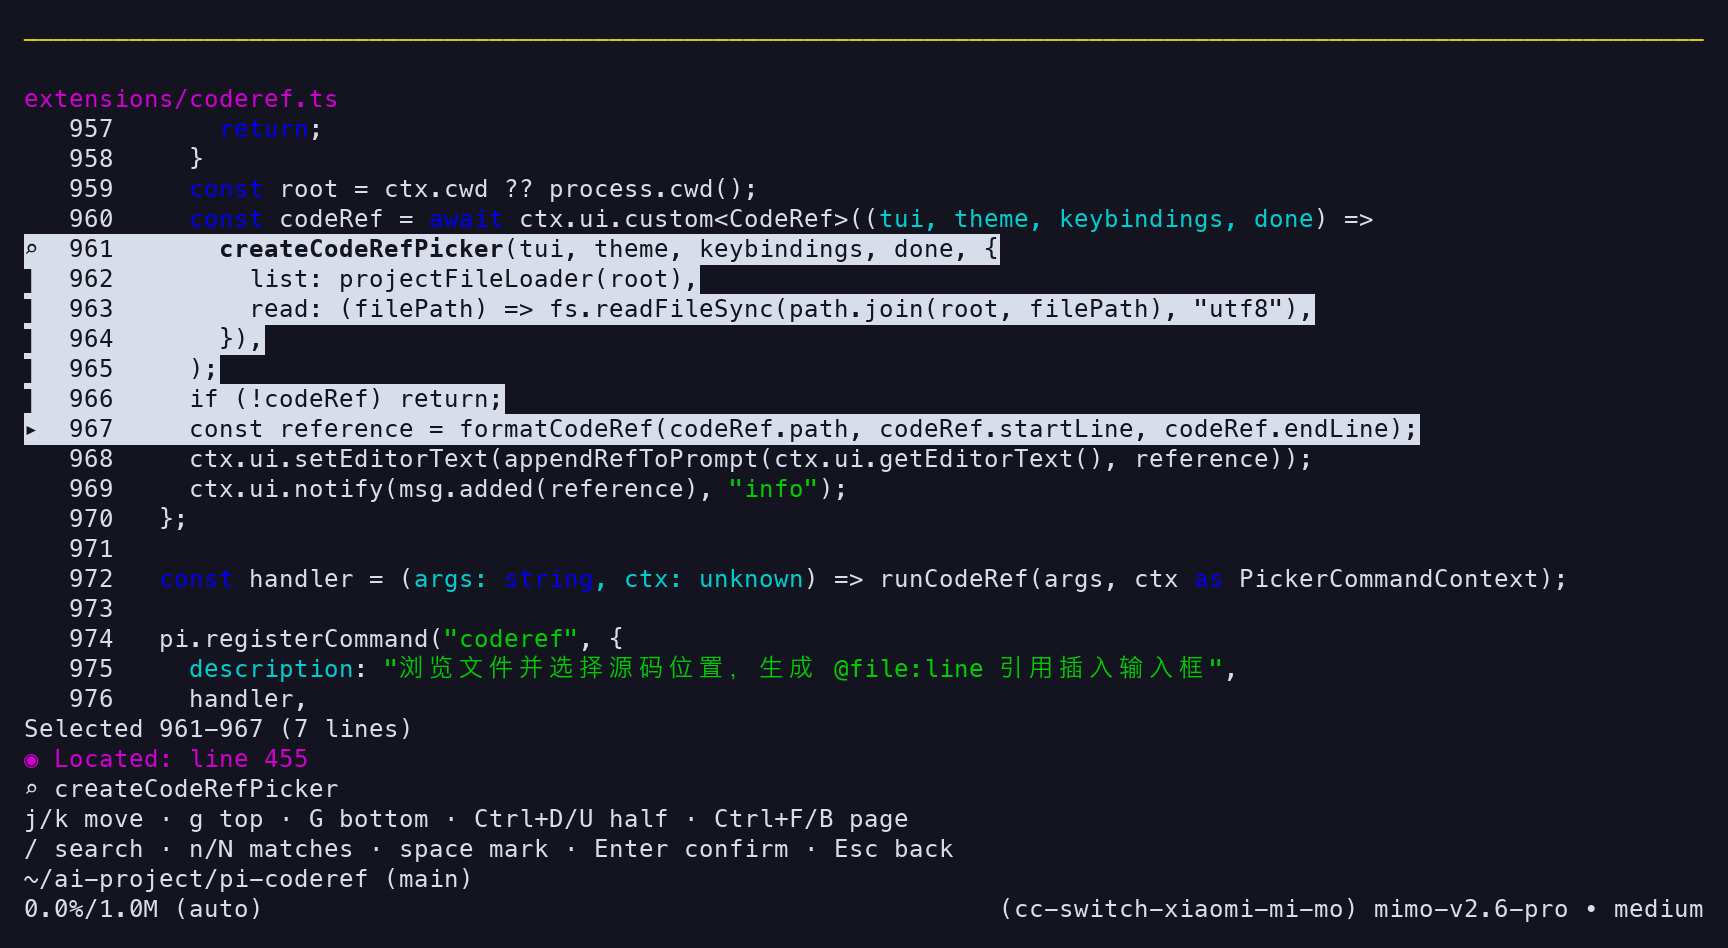 extensions/coderef.ts
957       return;
958     }
959     const root = ctx.cwd ?? process.cwd();
960     const codeRef = await ctx.ui.custom<CodeRef>((tui, theme, keybindings, done) =>
⌕  961       createCodeRefPicker(tui, theme, keybindings, done, {
962         list: projectFileLoader(root),
963         read: (filePath) => fs.readFileSync(path.join(root, filePath), "utf8"),
964       }),
965     );
966     if (!codeRef) return;
▸  967     const reference = formatCodeRef(codeRef.path, codeRef.startLine, codeRef.endLine);
968     ctx.ui.setEditorText(appendRefToPrompt(ctx.ui.getEditorText(), reference));
969     ctx.ui.notify(msg.added(reference), "info");
970   };
971
972   const handler = (args: string, ctx: unknown) => runCodeRef(args, ctx as PickerCommandContext);
973
974   pi.registerCommand("coderef", {
975     description: "浏览文件并选择源码位置，生成 @file:line 引用插入输入框",
976     handler,
Selected 961–967 (7 lines)
◉ Located: line 455
⌕ createCodeRefPicker
j/k move · g top · G bottom · Ctrl+D/U half · Ctrl+F/B page
/ search · n/N matches · space mark · Enter confirm · Esc back
~/ai-project/pi-coderef (main)
0.0%/1.0M (auto) (cc-switch-xiaomi-mi-mo) mimo-v2.6-pro • medium